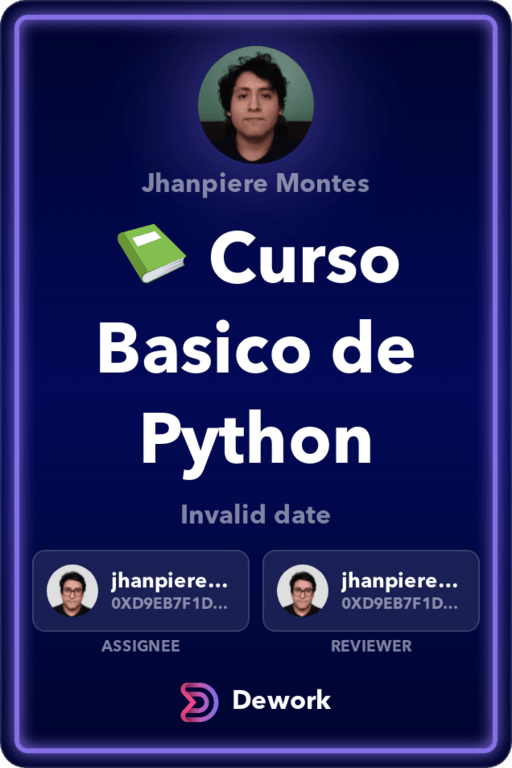 Jhanpiere Montes
📗 Curso
Basico de
Python
Invalid date
jhanpiere...
0XD9EB7F1D...
jhanpiere...
0XD9EB7F1D...
ASSIGNEE
REVIEWER
Dework